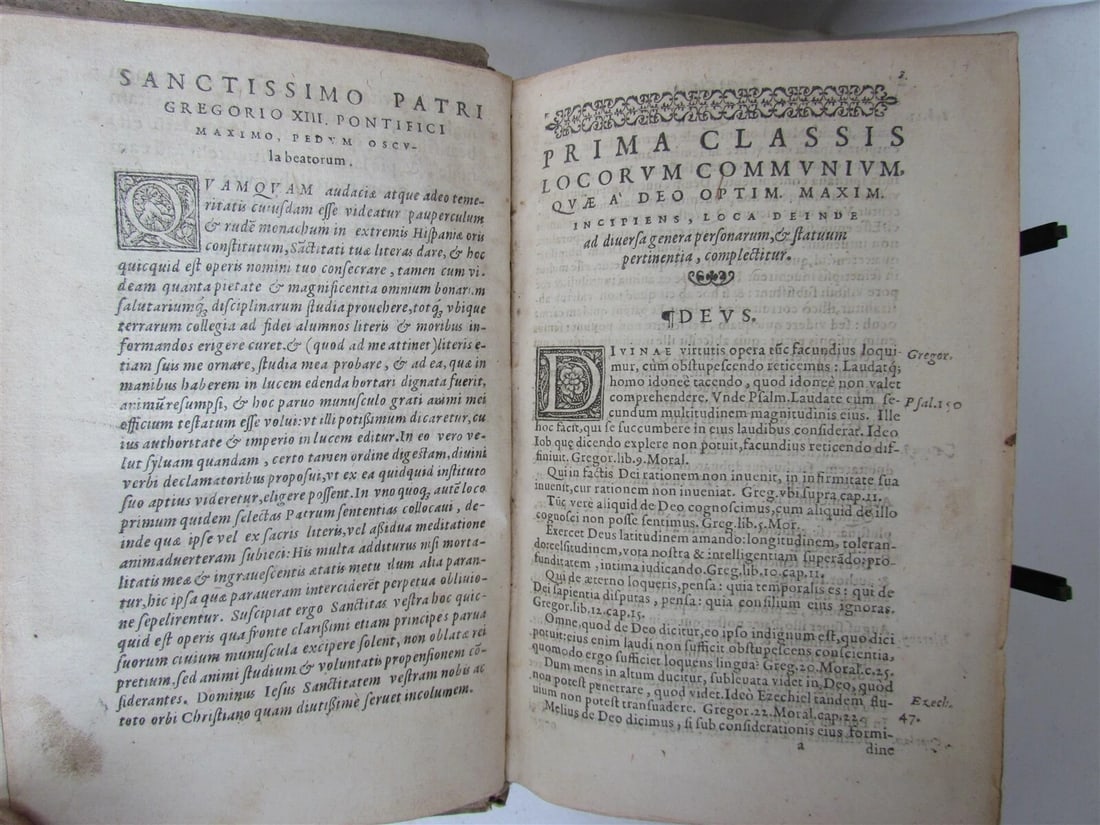 SANCTISSIMO PATRI
GREGORIO XIII. PONTIFICI
MAXIMO, PEDVM OSCV-
la beatorum.
QVAMQVAM audaciæ atque adeo teme-
ritatis cuiusdam esse videatur pauperculum
& rudẽ monachum in extremis Hispaniæ oris
constitutum, Sãctitati tuæ literas dare, & hoc
quicquid est operis nomini tuo consecrare, tamen cum vi-
deam quanta pietate & magnificentia omnium bonarum
salutariumq; disciplinarum studia prouehere, totq; vbique
terrarum collegia ad fidei alumnos literis & moribus in-
formandos erigere curet. & (quod ad me attinet) literis e-
tiam suis me ornare, studia mea probare, & ad ea, quæ in
manibus haberem in lucem edenda hortari dignata fuerit,
animũ resumpsi, & hoc paruo munusculo grati animi mei
officium testatum esse volui: vt illi potißimum dicaretur, cu
ius authoritate & imperio in lucem editur. In eo vero ve-
lut syluam quandam, certo tamen ordine digestam, diuini
verbi declamatoribus proposui, vt ex ea quidquid instituto
suo aptius videretur, eligere possent. In vno quoq; autẽ loco
primum quidem selectas Patrum sententias collocaui, de-
inde quæ ipse vel ex sacris literis, vel aßidua meditatione
animaduerteram subieci: His multa additurus nisi morta-
litatis meæ & ingrauescentis ætatis metu dum alia paran-
tur, hic ipsa quæ paraueram interciderẽt perpetua obliuio-
ne sepelirentur. Suscipiat ergo Sanctitas vestra hoc quic-
quid est operis qua fronte clarißimi etiam principes parua
suorum ciuium munuscula excipere solent, non oblatæ rei
pretium, sed animi studium & voluntatis propensionem cõ-
siderantes. Dominus Iesus Sanctitatem vestram nobis ac
toto orbi Christiano quam diutißimè seruet incolumem.
PRIMA CLASSIS
LOCORVM COMMVNIVM,
QVÆ A' DEO OPTIM. MAXIM.
INCIPIENS, LOCA DEINDE
ad diuersa genera personarum, & statuum
pertinentia, complectitur.
¶DEVS.
DIVINAE virtutis opera tũc facundius loqui-
mur, cum obstupescendo reticemus: Laudatq;
homo idoneè tacendo, quod idoneè non valet
comprehendere. Vnde Psalm. Laudate eum se-
cundum multitudinem magnitudinis eius. Ille
hoc facit, qui se succumbere in eius laudibus considerat. Ideo
Iob que dicendo explere non potuit, facundius reticendo dif-
finiuit. Gregor. lib. 9. Moral.
Gregor.
Psal. 150
Qui in factis Dei rationem non inuenit, in infirmitate sua
inuenit, cur rationem non inueniat. Greg. vbi supra cap. 11.
Tũc vere aliquid de Deo cognoscimus, cum aliquid de illo
cognosci non posse sentimus. Greg. lib. 5. Mor.
Exercet Deus latitudinem amando: longitudinem, toleran-
do: celsitudinem, vota nostra & intelligentiam superãdo: pro-
funditatem, intima iudicando. Greg. lib. 10. cap. 11.
Qui de æterno loqueris, pensa: quia temporalis es: qui de
Dei sapientia disputas, pensa: quia consilium eius ignoras.
Gregor. lib. 12. cap. 15.
Omne, quod de Deo dicitur, eo ipso indignum est, quo dici
potuit: eius enim laudi non sufficit obstupescens conscientia,
quomodo ergo sufficiet loquens lingua? Greg. 20. Moral. c. 25.
Dum mens in altum ducitur, subleuata videt in Deo, quòd
non potest penetrare, quod videt. Ideò Ezechiel tandem flu-
uium non potest transuadere. Gregor. 22. Moral. cap. 22.
Ezech.
47.
Melius de Deo dicimus, si sub considerationis eius formi-
a dine